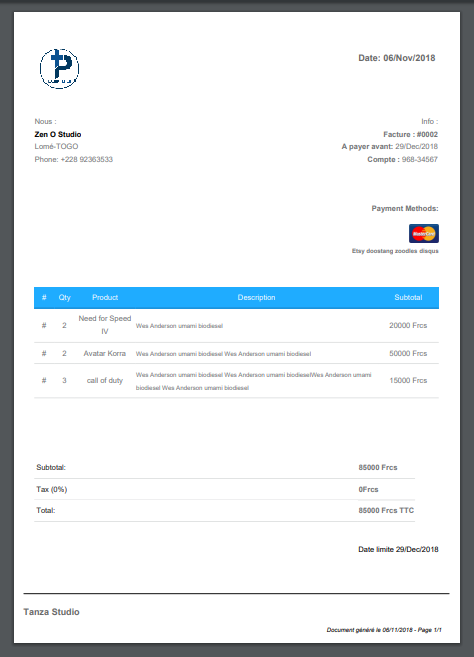 Date: 06/Nov/2018
Nous :
Zen O Studio
Lomé-TOGO
Phone: +228 92363533
Info :
Facture : #0002
A payer avant: 29/Dec/2018
Compte : 968-34567
Payment Methods:
MasterCard
Etsy doostang zoodles disqus
# Qty Product Description Subtotal
# 2 Need for Speed IV Wes Anderson umami biodiesel 20000 Frcs
# 2 Avatar Korra Wes Anderson umami biodiesel Wes Anderson umami biodiesel 50000 Frcs
# 3 call of duty Wes Anderson umami biodiesel Wes Anderson umami biodieselWes Anderson umami
biodiesel Wes Anderson umami biodiesel 15000 Frcs
Subtotal: 85000 Frcs
Tax (0%) 0Frcs
Total: 85000 Frcs TTC
Date limite 29/Dec/2018
Tanza Studio
Document généré le 06/11/2018 - Page 1/1